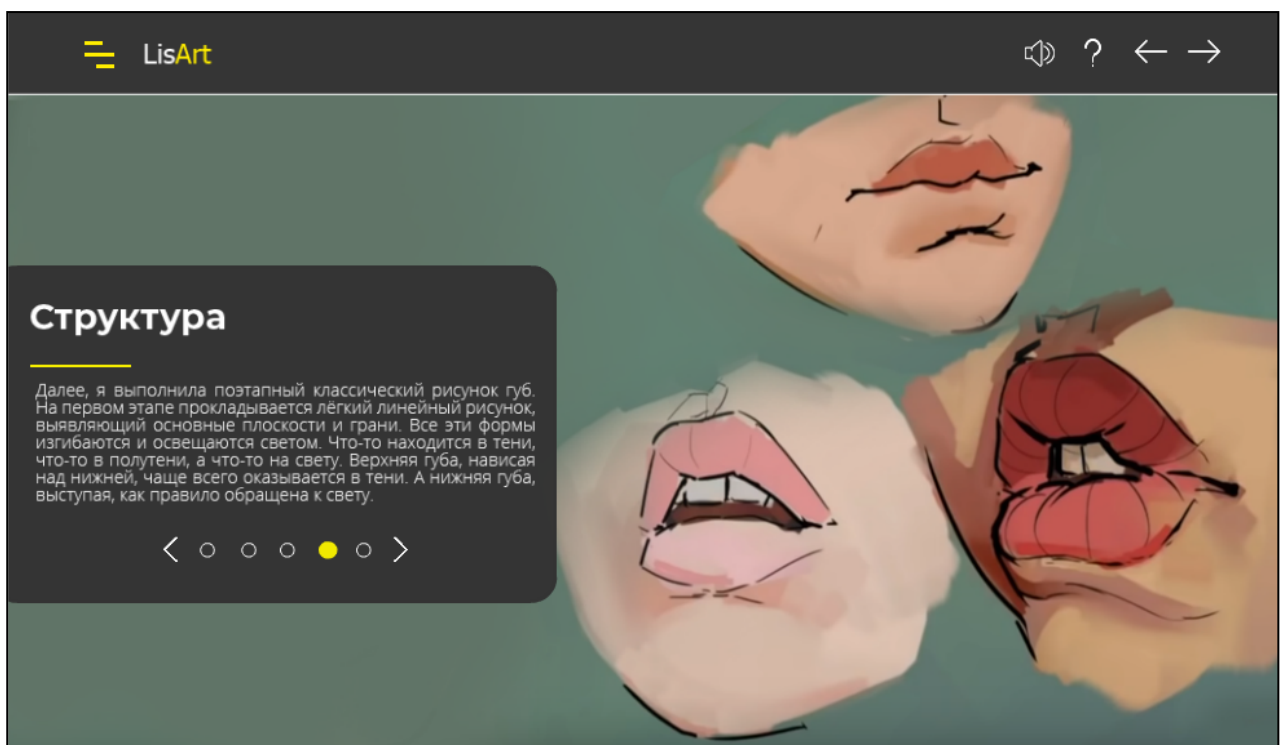 LisArt
Структура
Далее, я выполнила поэтапный классический рисунок губ.
На первом этапе прокладывается лёгкий линейный рисунок,
выявляющий основные плоскости и грани. Все эти формы
изгибаются и освещаются светом. Что-то находится в тени,
что-то в полутени, а что-то на свету. Верхняя губа, нависая
над нижней, чаще всего оказывается в тени. А нижняя губа,
выступая, как правило обращена к свету.